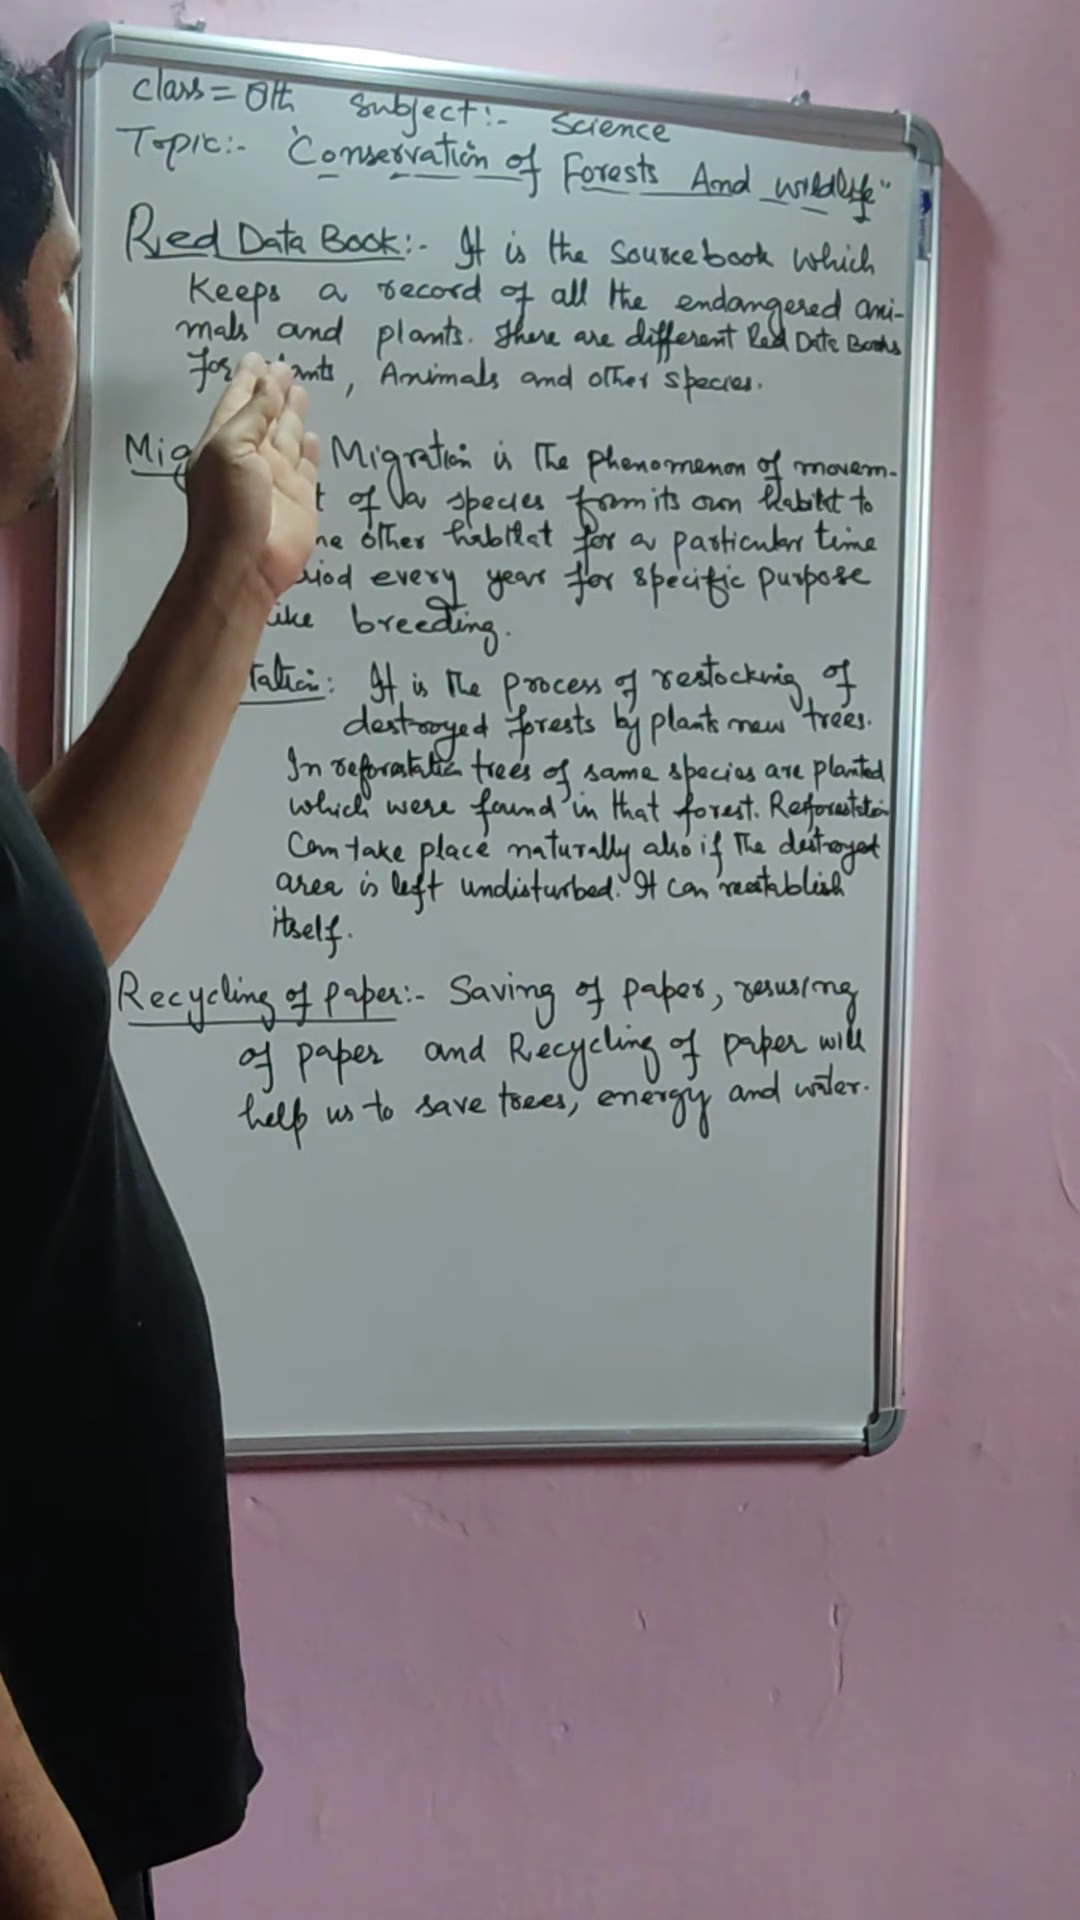 Class = 8th Subject:- Science
Topic:- "Conservation of Forests And wildlife"
Red Data Book:- It is the sourcebook which
Keeps a record of all the endangered ani-
mals and plants. There are different Red Data Books
for ants, Animals and other species.
Mig Migration is The phenomenon of movem-
t of a species from its own habitat to
ne other habitat for a particular time
riod every year for specific purpose
ike breeding.
tation: It is The process of restocking of
destroyed forests by plants new trees.
In reforestation trees of same species are planted
which were found in that forest. Reforestation
Can take place naturally also if The destroyed
area is left undisturbed. It can reestablish
itself.
Recycling of paper:- Saving of paper, resusing
of paper and Recycling of paper will
help us to save trees, energy and water.